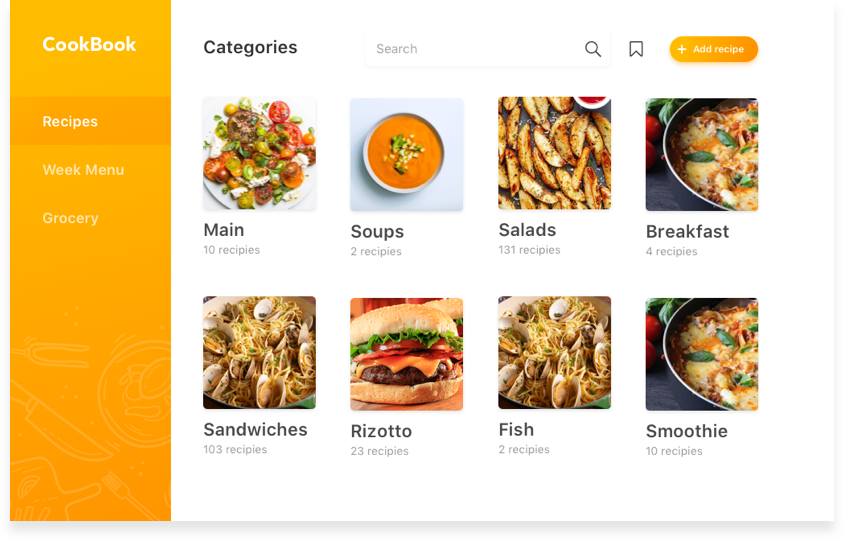 CookBook
Recipes
Week Menu
Grocery
Categories
Search
+ Add recipe
Main
10 recipies
Soups
2 recipies
Salads
131 recipies
Breakfast
4 recipies
Sandwiches
103 recipies
Rizotto
23 recipies
Fish
2 recipies
Smoothie
10 recipies